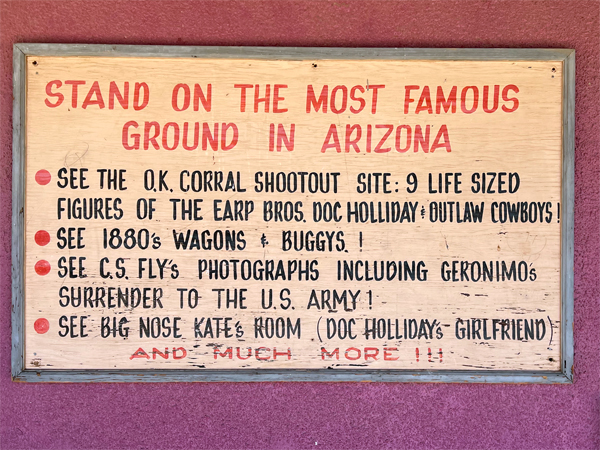 STAND ON THE MOST FAMOUS
GROUND IN ARIZONA
SEE THE O.K. CORRAL SHOOTOUT SITE: 9 LIFE SIZED
FIGURES OF THE EARP BROS. DOC HOLLIDAY & OUTLAW COWBOYS!
SEE 1880's WAGONS & BUGGYS. !
SEE C.S. FLY's PHOTOGRAPHS INCLUDING GERONIMO's
SURRENDER TO THE U.S. ARMY!
SEE BIG NOSE KATE's ROOM (DOC HOLLIDAY's GIRLFRIEND)
AND MUCH MORE !!!